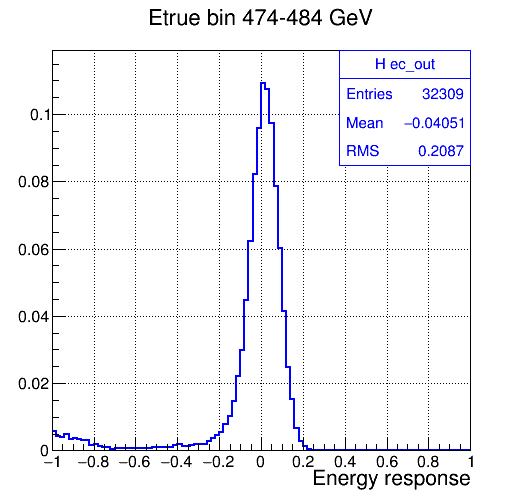 Etrue bin 474-484 GeV
H ec_out
Entries 32309
Mean −0.04051
RMS 0.2087
0.1
0.08
0.06
0.04
0.02
0
−1 −0.8 −0.6 −0.4 −0.2 0 0.2 0.4 0.6 0.8 1
Energy response